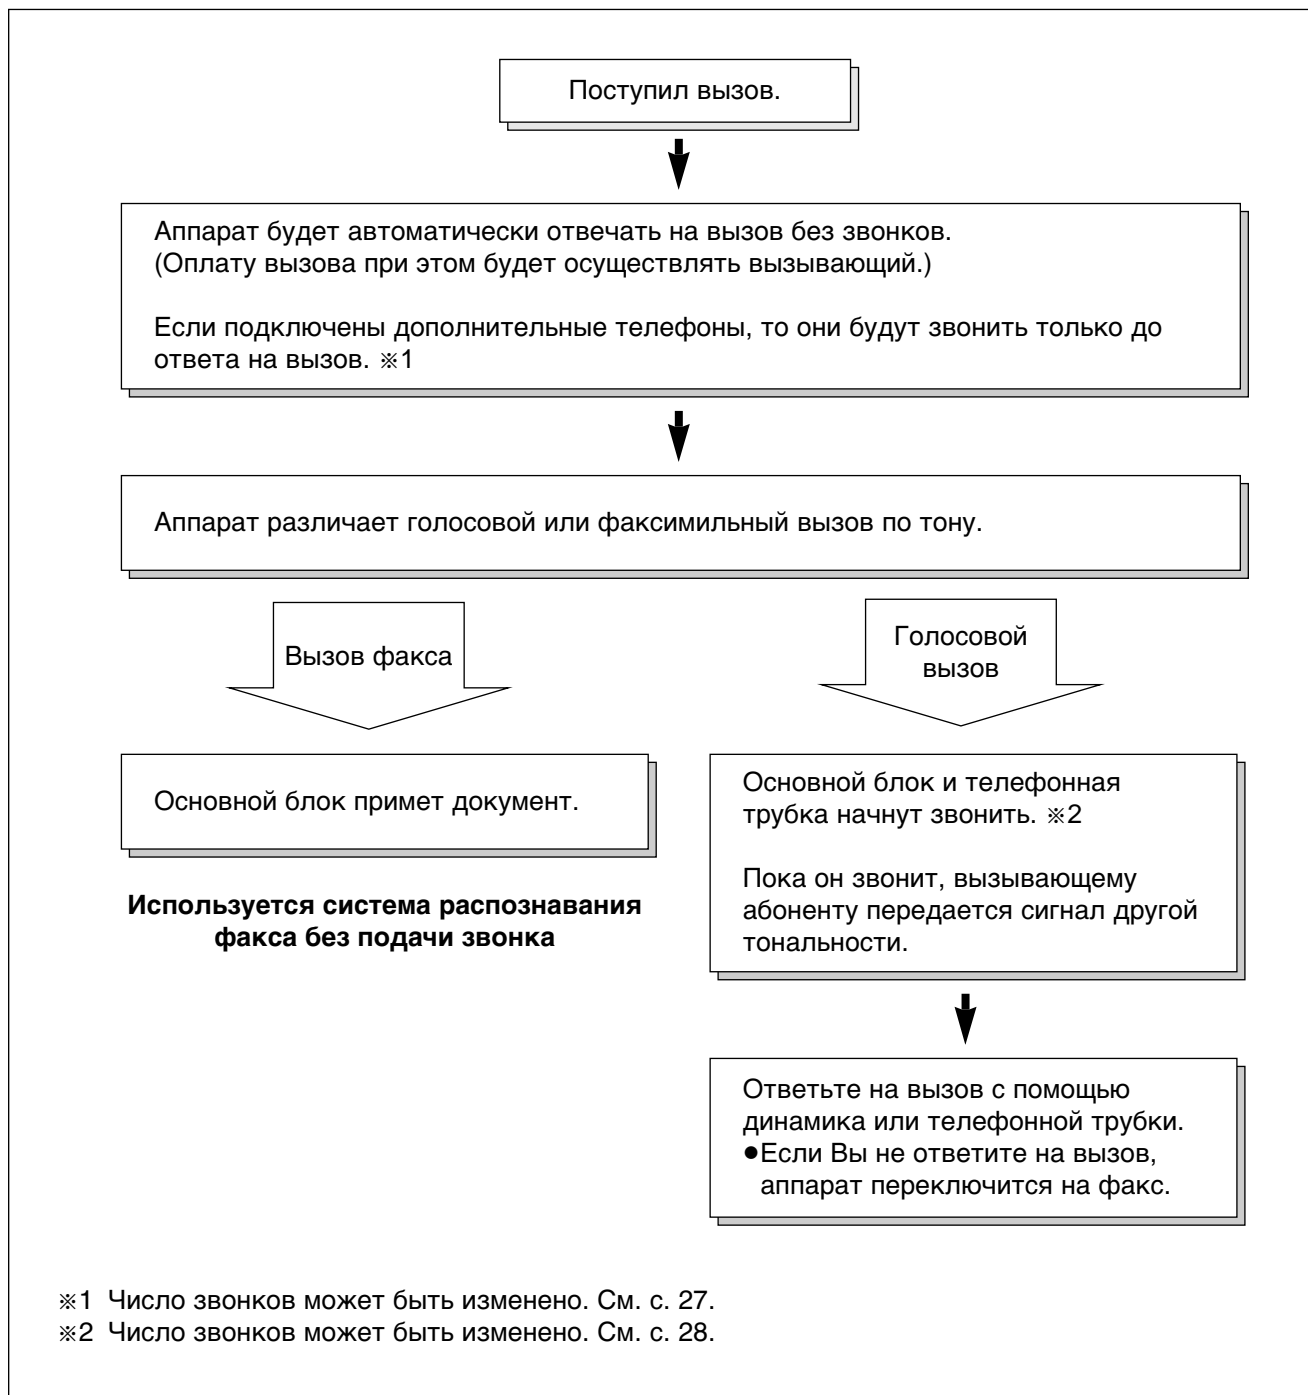 Поступил вызов.
Аппарат будет автоматически отвечать на вызов без звонков.
(Оплату вызова при этом будет осуществлять вызывающий.)
Если подключены дополнительные телефоны, то они будут звонить только до
ответа на вызов. ※1
Аппарат различает голосовой или факсимильный вызов по тону.
Вызов факса
Голосовой
вызов
Основной блок примет документ.
Используется система распознавания
факса без подачи звонка
Основной блок и телефонная
трубка начнут звонить. ※2
Пока он звонит, вызывающему
абоненту передается сигнал другой
тональности.
Ответьте на вызов с помощью
динамика или телефонной трубки.
●Если Вы не ответите на вызов,
аппарат переключится на факс.
※1 Число звонков может быть изменено. См. с. 27.
※2 Число звонков может быть изменено. См. с. 28.